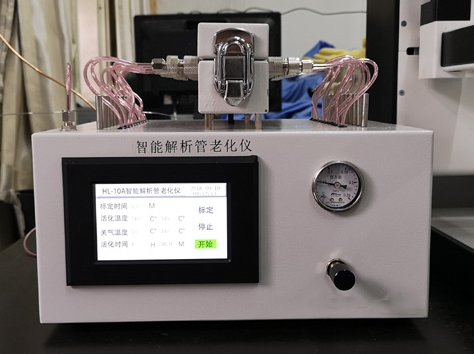 智能解析管老化仪
HL-10A智能解析管老化仪
标定时间 M
标定
活化温度 C° C°
停止
关气温度 C° C°
活化时间 H M
开始